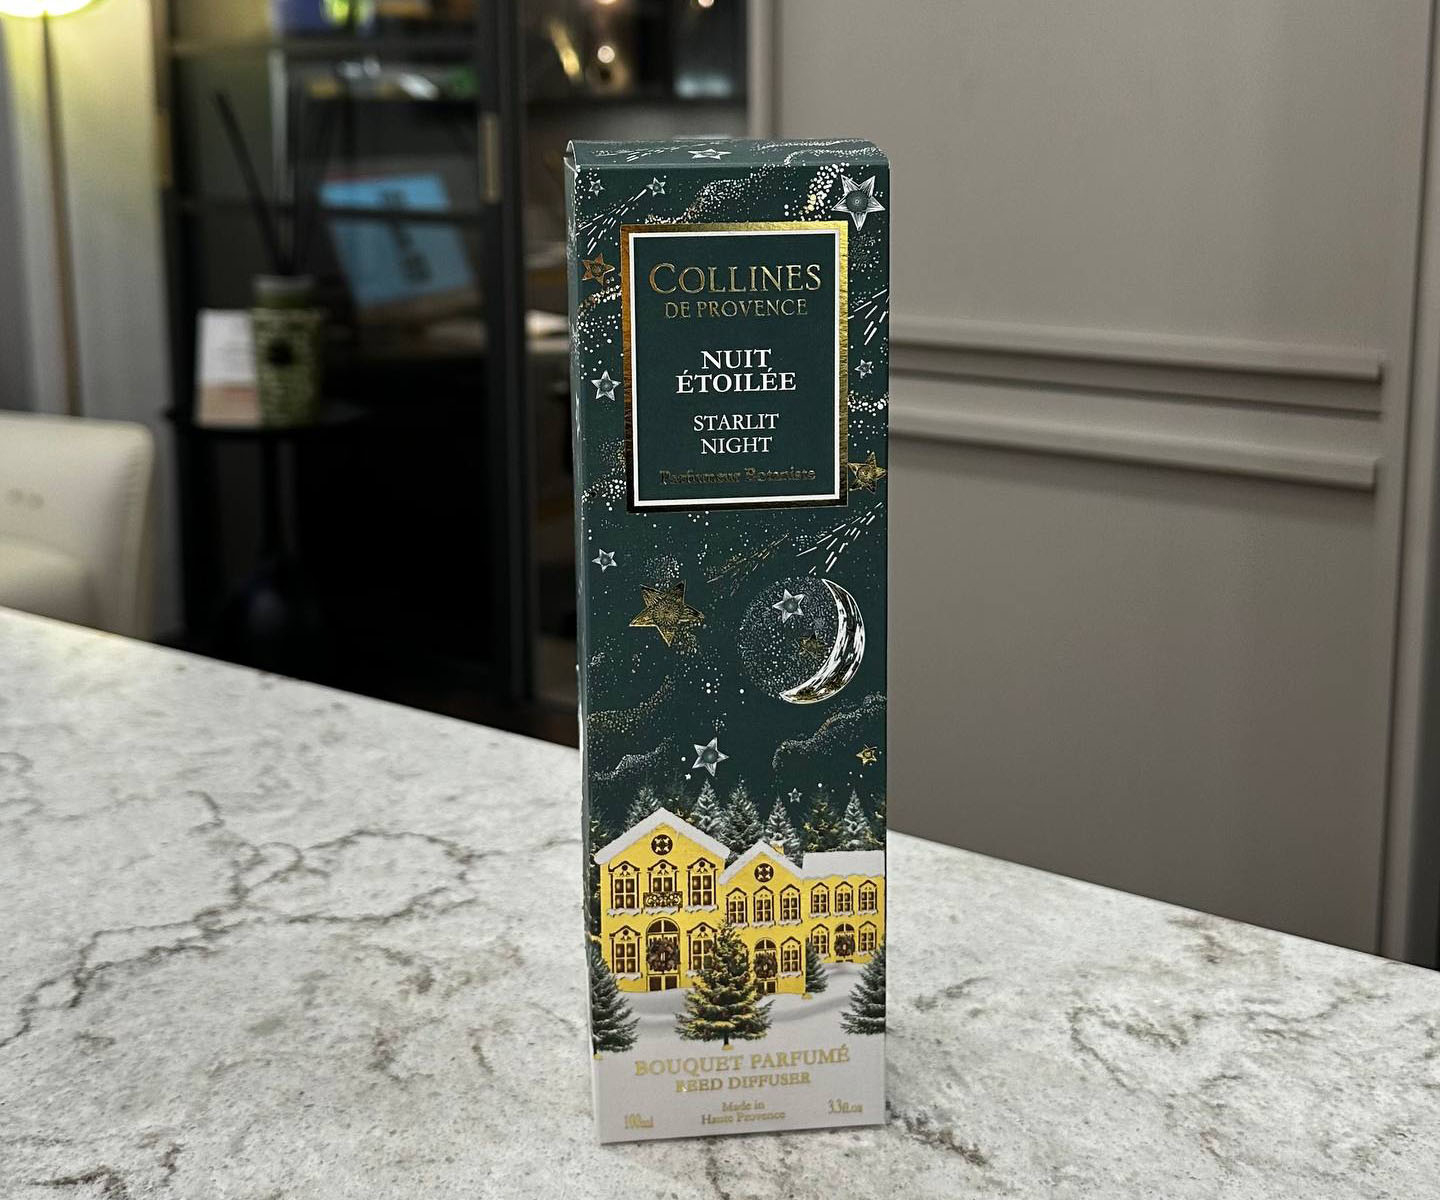 COLLINES
DE PROVENCE
NUIT
ÉTOILÉE
STARLIT
NIGHT
Parfumeur Botaniste
BOUQUET PARFUMÉ
REED DIFFUSER
Made in
Haute Provence
100ml
3.3fl.oz